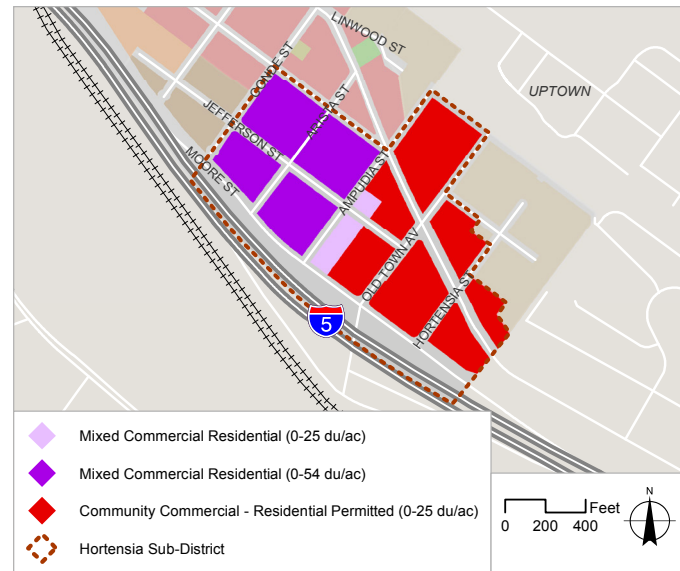 LINWOOD ST
CONDE ST
UPTOWN
ARISTA ST
JEFFERSON ST
MOORE ST
AMPUDIA ST
OLD TOWN AV
HORTENSIA ST
5
Mixed Commercial Residential (0-25 du/ac)
Mixed Commercial Residential (0-54 du/ac)
Community Commercial - Residential Permitted (0-25 du/ac)
Hortensia Sub-District
Feet
0 200 400
N